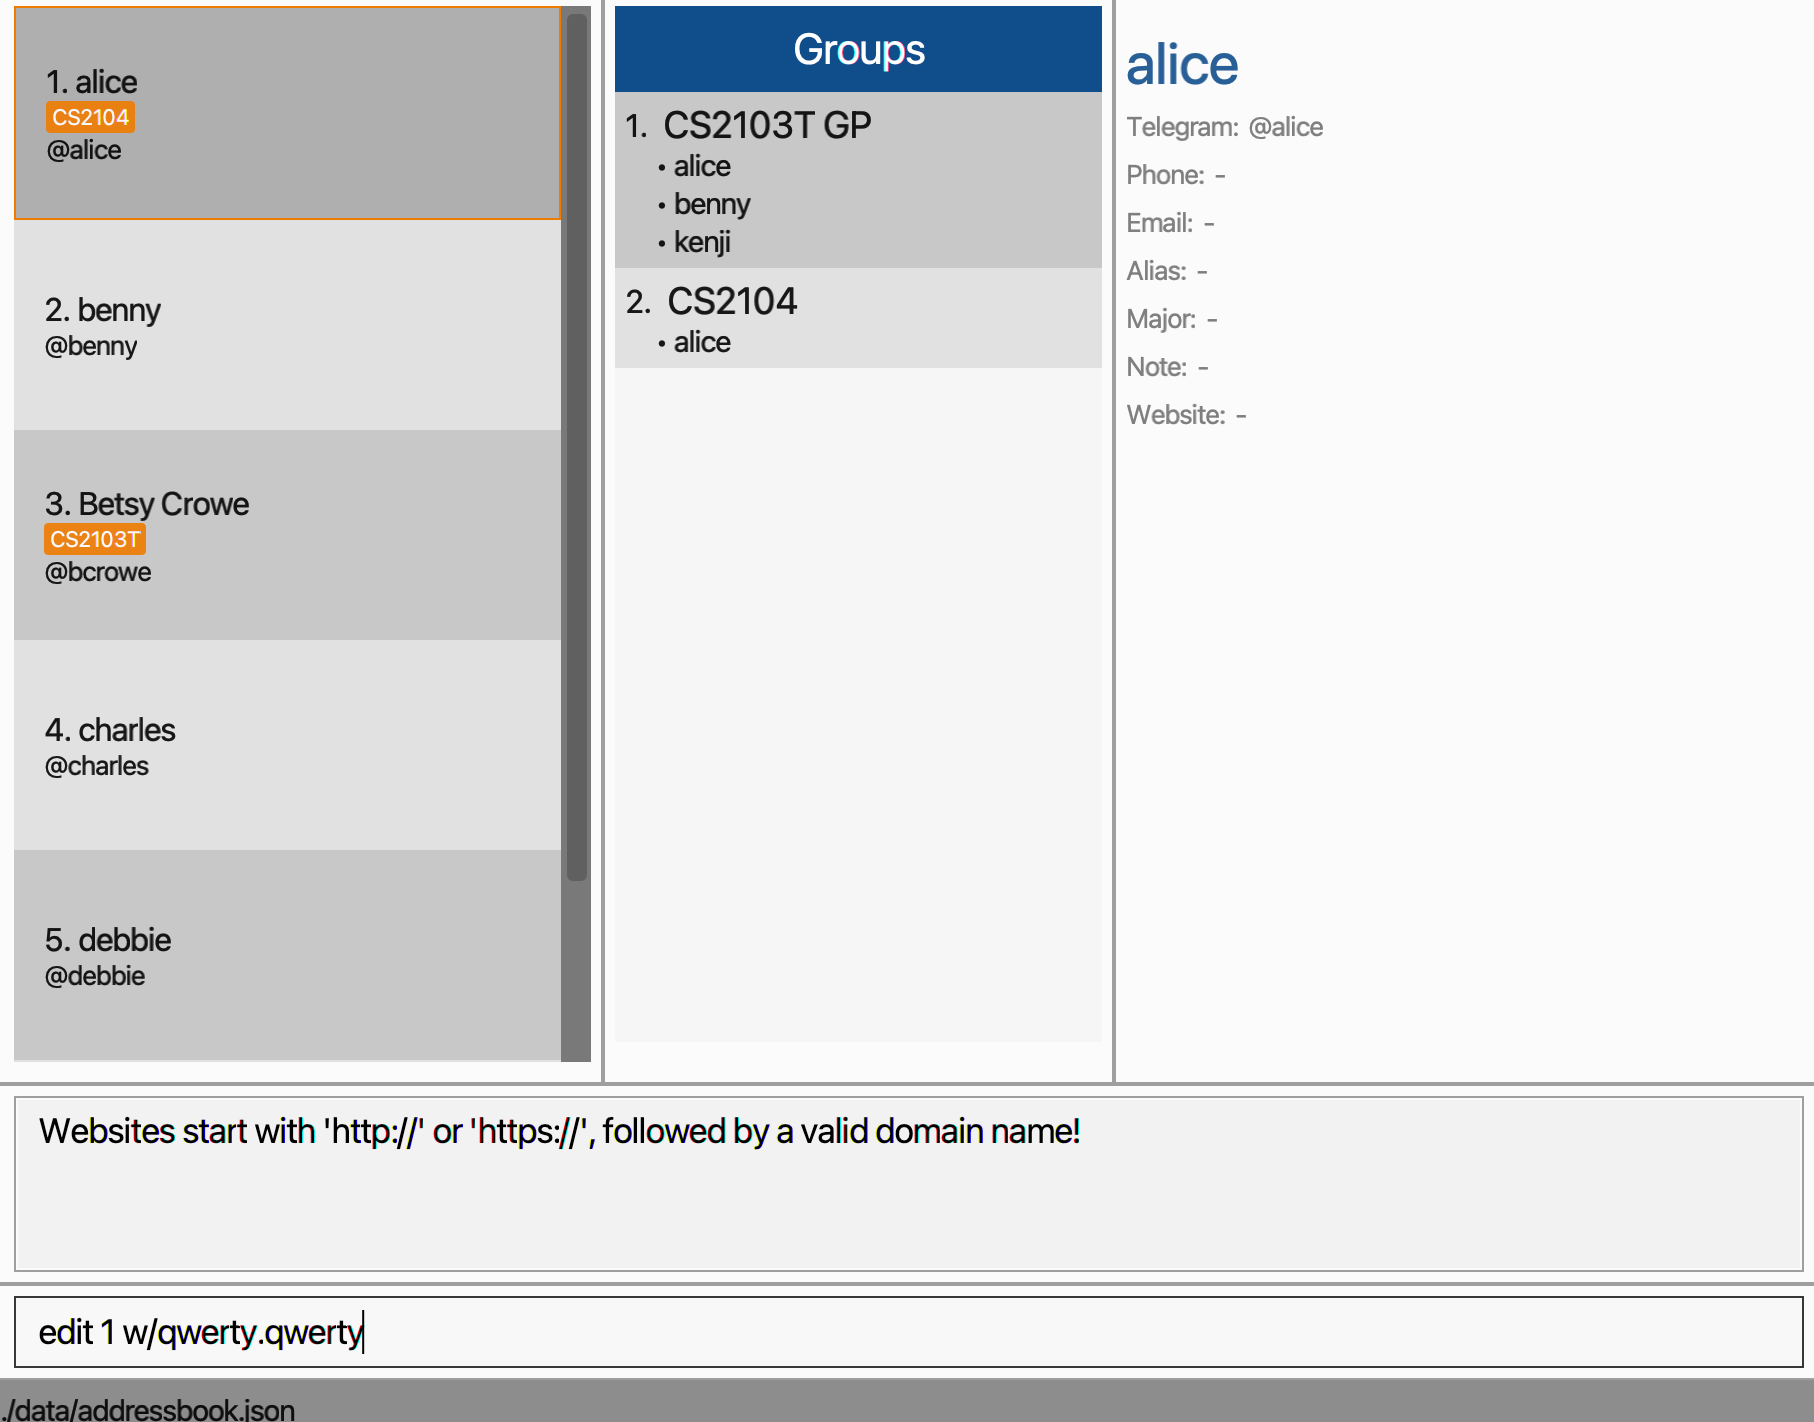 1. alice
CS2104
@alice
2. benny
@benny
3. Betsy Crowe
CS2103T
@bcrowe
4. charles
@charles
5. debbie
@debbie
Groups
1. CS2103T GP
• alice
• benny
• kenji
2. CS2104
• alice
alice
Telegram: @alice
Phone: -
Email: -
Alias: -
Major: -
Note: -
Website: -
Websites start with 'http://' or 'https://', followed by a valid domain name!
edit 1 w/qwerty.qwerty
./data/addressbook.json